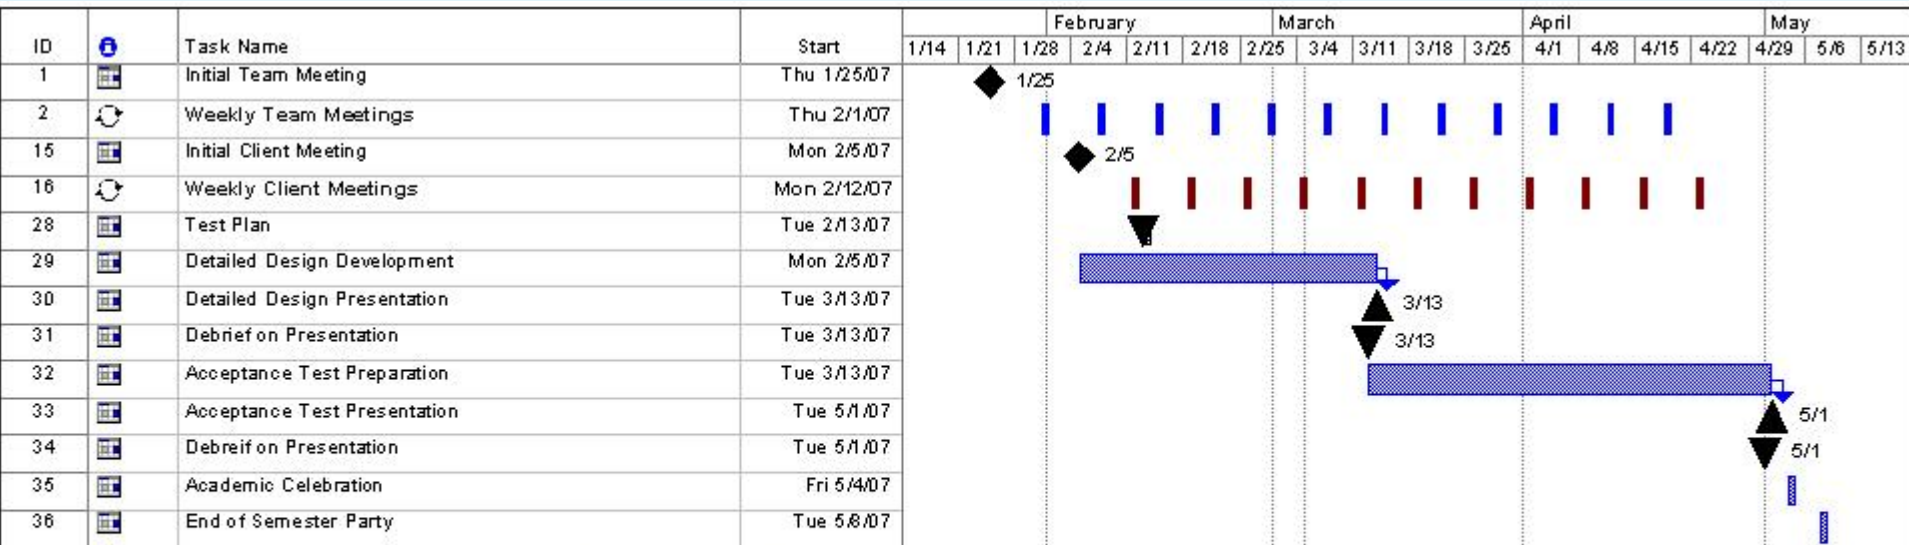 February March April May
ID Task Name Start 1/14 1/21 1/28 2/4 2/11 2/18 2/25 3/4 3/11 3/18 3/25 4/1 4/8 4/15 4/22 4/29 5/6 5/13
1 Initial Team Meeting Thu 1/25/07 1/25
2 Weekly Team Meetings Thu 2/1/07
15 Initial Client Meeting Mon 2/5/07 2/5
16 Weekly Client Meetings Mon 2/12/07
28 Test Plan Tue 2/13/07
29 Detailed Design Development Mon 2/5/07
30 Detailed Design Presentation Tue 3/13/07 3/13
31 Debrief on Presentation Tue 3/13/07 3/13
32 Acceptance Test Preparation Tue 3/13/07
33 Acceptance Test Presentation Tue 5/1/07 5/1
34 Debreif on Presentation Tue 5/1/07 5/1
35 Academic Celebration Fri 5/4/07
36 End of Semester Party Tue 5/8/07